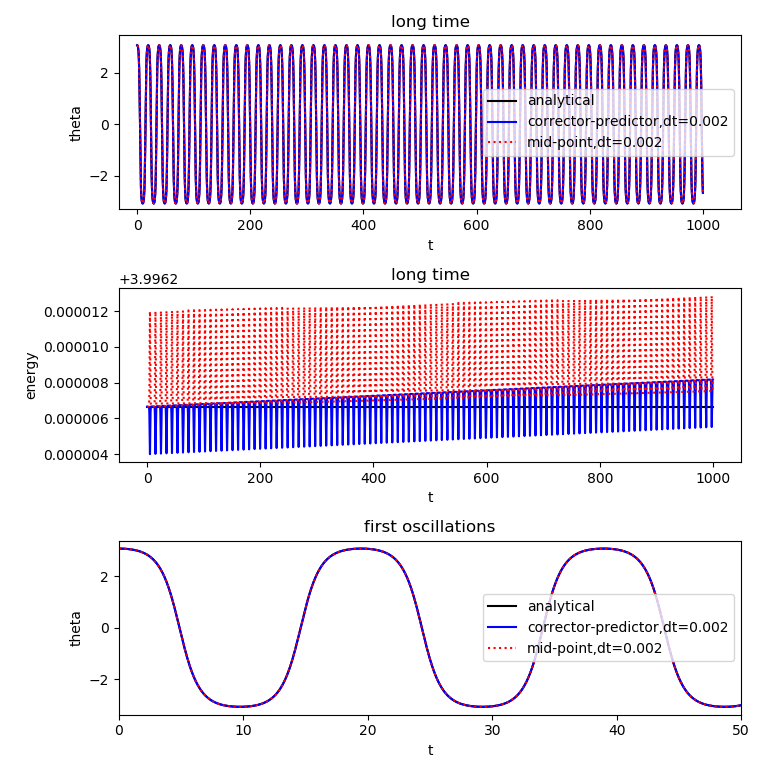 long time
theta
2
0
−2
analytical
corrector-predictor,dt=0.002
mid-point,dt=0.002
0 200 400 600 800 1000
t
long time
+3.9962
energy
0.000012
0.000010
0.000008
0.000006
0.000004
0 200 400 600 800 1000
t
first oscillations
theta
2
0
−2
analytical
corrector-predictor,dt=0.002
mid-point,dt=0.002
0 10 20 30 40 50
t